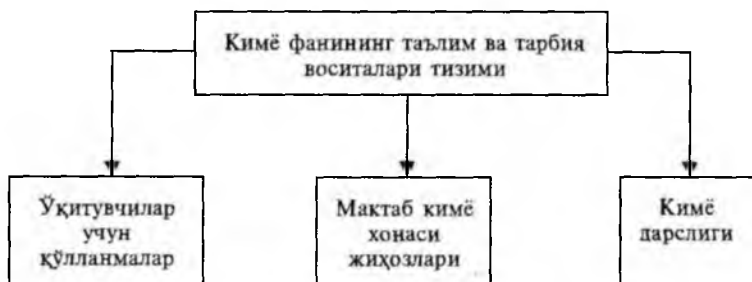 Кимё фанининг таълим ва тарбия
воситалари тизими
Ўқитувчилар
учун
қўлланмалар
Мактаб кимё
хонаси
жиҳозлари
Кимё
дарслиги